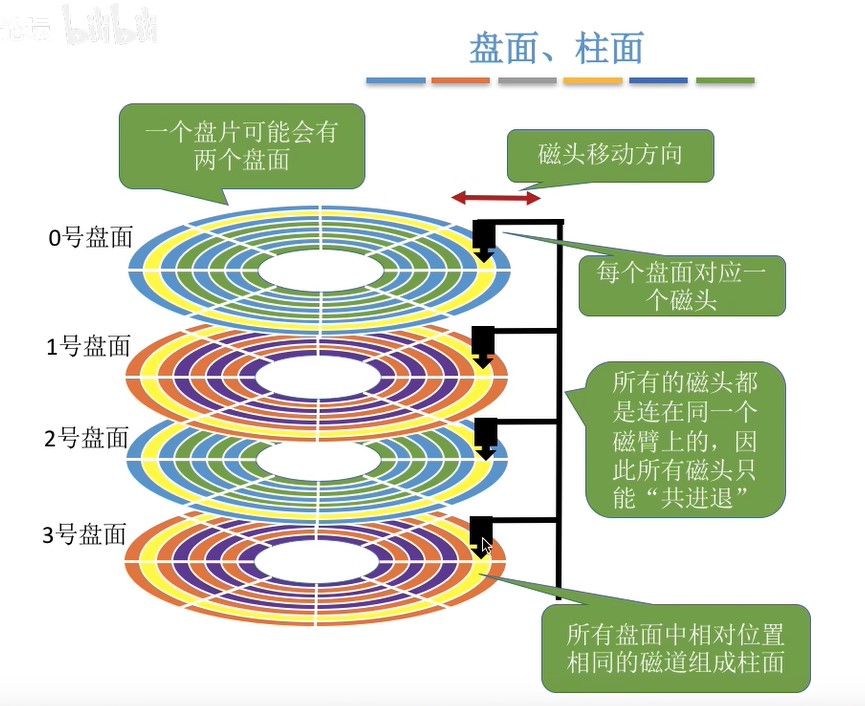 bilibili
盘面、柱面
一个盘片可能会有
两个盘面
磁头移动方向
0号盘面
每个盘面对应一
个磁头
1号盘面
所有的磁头都
是连在同一个
磁臂上的，因
此所有磁头只
能“共进退”
2号盘面
3号盘面
所有盘面中相对位置
相同的磁道组成柱面